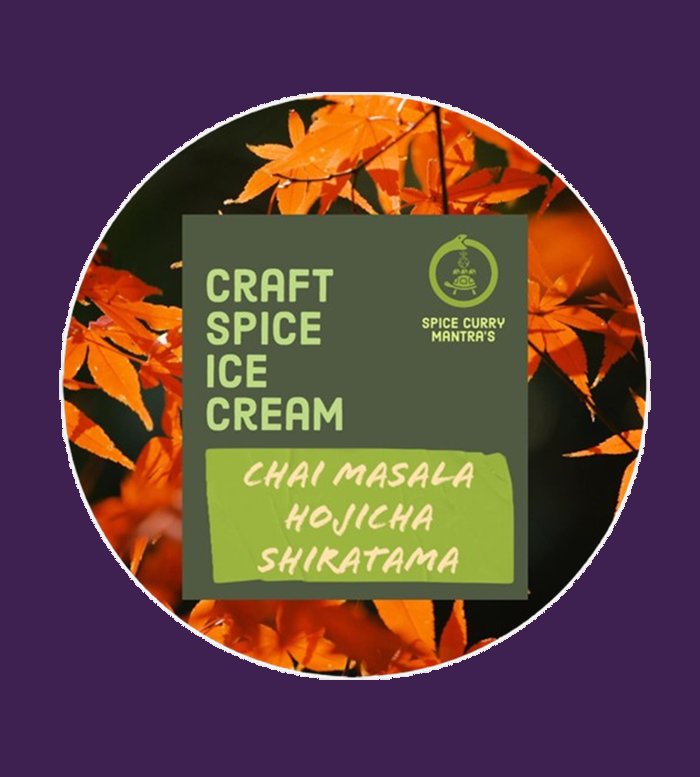 CRAFT
SPICE
ICE
CREAM
SPICE CURRY
MANTRA'S
CHAI MASALA
HOJICHA
SHIRATAMA